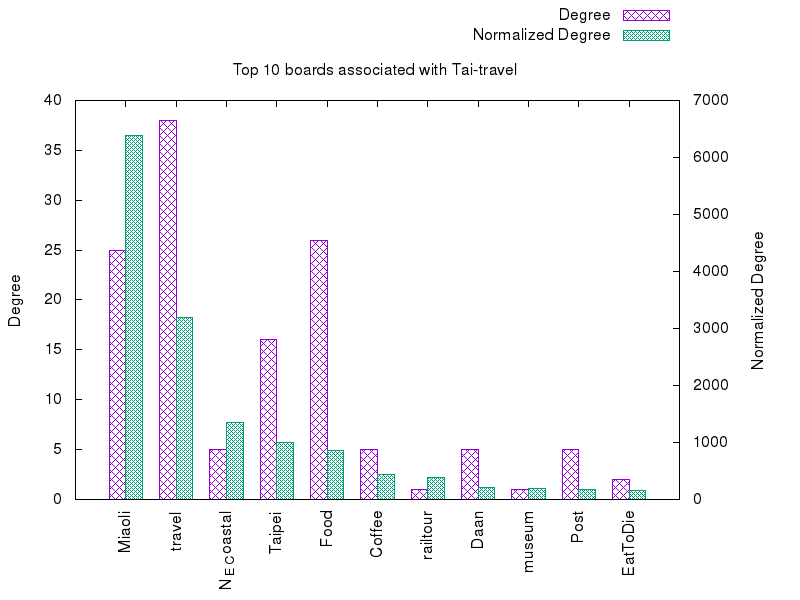 Degree
Normalized Degree
Top 10 boards associated with Tai-travel
40
35
30
25
20
15
10
5
0
7000
6000
5000
4000
3000
2000
1000
0
Degree
Normalized Degree
Miaoli
travel
NECoastal
Taipei
Food
Coffee
railtour
Daan
museum
Post
EatToDie